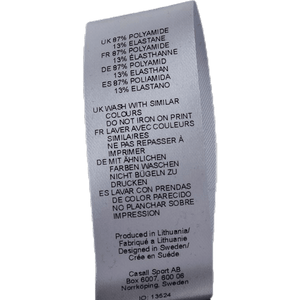 UK 87% POLYAMIDE
13% ELASTANE
FR 87% POLYAMIDE
13% ÉLASTHANNE
DE 87% POLYAMID
13% ELASTHAN
ES 87% POLIAMIDA
13% ELASTANO
UK WASH WITH SIMILAR
COLOURS
DO NOT IRON ON PRINT
FR LAVER AVEC COULEURS
SIMILAIRES
NE PAS REPASSER À
IMPRIMER
DE MIT ÄHNLICHEN
FARBEN WASCHEN
NICHT BÜGELN ZU
DRUCKEN
ES LAVAR CON PRENDAS
DE COLOR PARECIDO
NO PLANCHAR SOBRE
IMPRESSION
Produced in Lithuania/
Fabriqué a Lithuanie
Designed in Sweden/
Crée en Suède
Casall Sport AB
Box 6007, 600 06
Norrköping, Sweden
ID: 13624